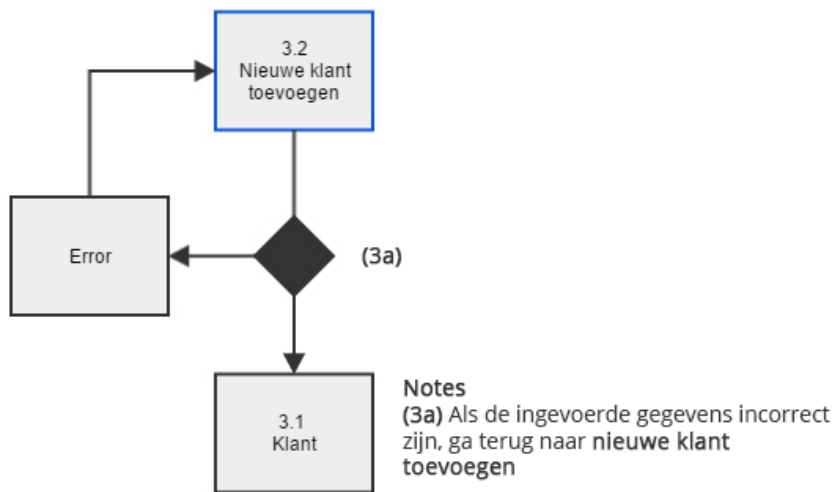 3.2
Nieuwe klant
toevoegen
Error
(3a)
3.1
Klant
Notes
(3a) Als de ingevoerde gegevens incorrect
zijn, ga terug naar nieuwe klant
toevoegen